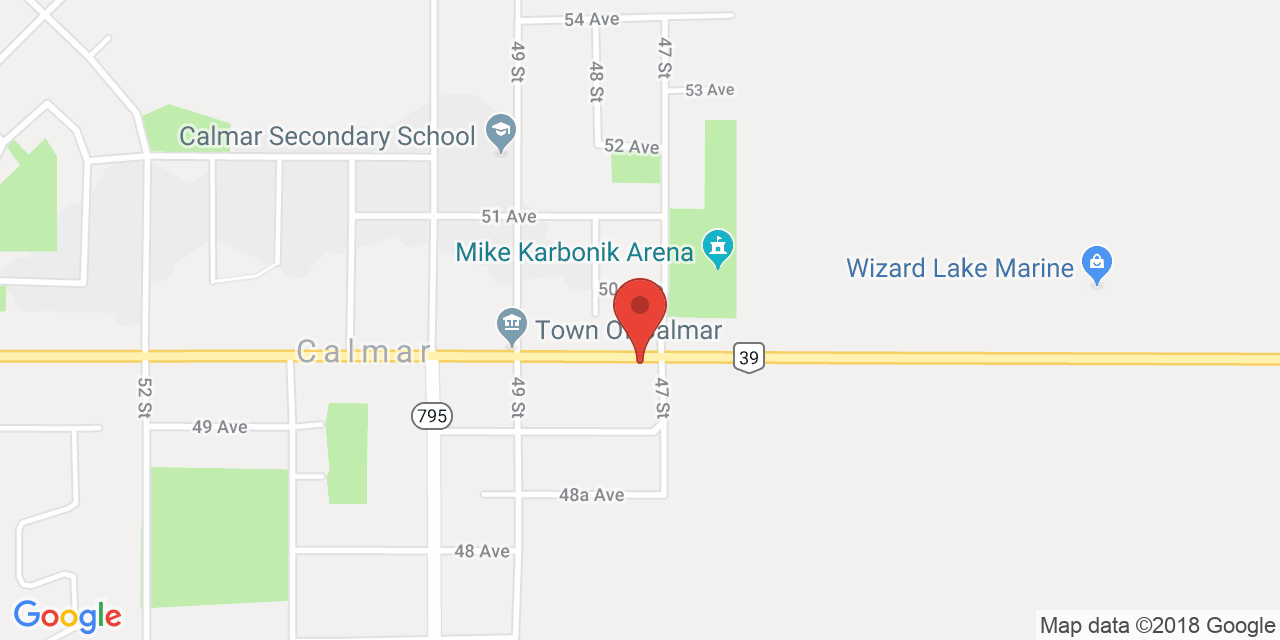 54 Ave
49 St
48 St
47 St
53 Ave
Calmar Secondary School
52 Ave
51 Ave
Mike Karbonik Arena
Wizard Lake Marine
50
Town Of Calmar
Calmar
39
52 St
49 St
47 St
795
49 Ave
48a Ave
48 Ave
Google
Map data ©2018 Google